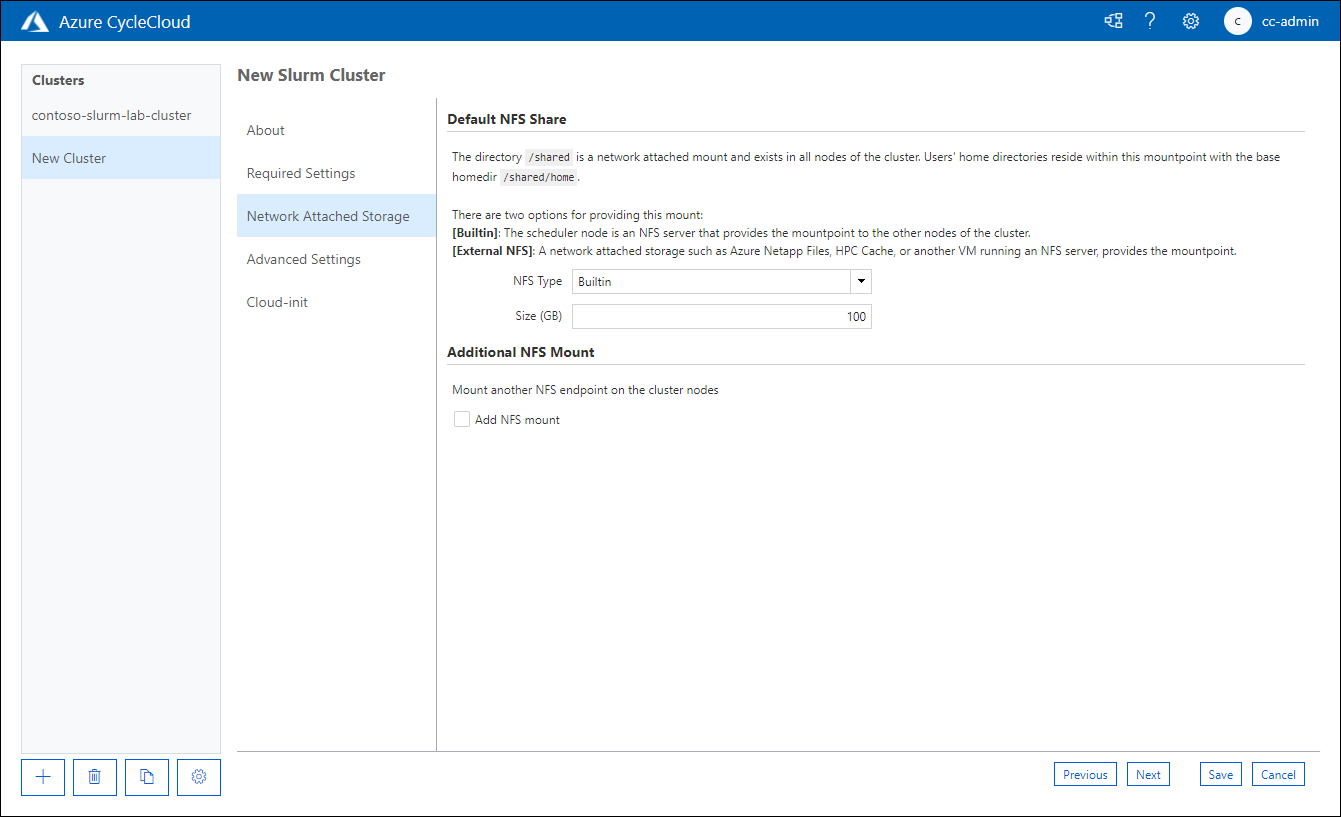 Azure CycleCloud
C
cc-admin
Clusters
contoso-slurm-lab-cluster
New Cluster
New Slurm Cluster
About
Required Settings
Network Attached Storage
Advanced Settings
Cloud-init
Default NFS Share
The directory /shared is a network attached mount and exists in all nodes of the cluster. Users' home directories reside within this mountpoint with the base
homedir /shared/home.
There are two options for providing this mount:
[Builtin]: The scheduler node is an NFS server that provides the mountpoint to the other nodes of the cluster.
[External NFS]: A network attached storage such as Azure Netapp Files, HPC Cache, or another VM running an NFS server, provides the mountpoint.
NFS Type Builtin
Size (GB) 100
Additional NFS Mount
Mount another NFS endpoint on the cluster nodes
Add NFS mount
Previous Next Save Cancel